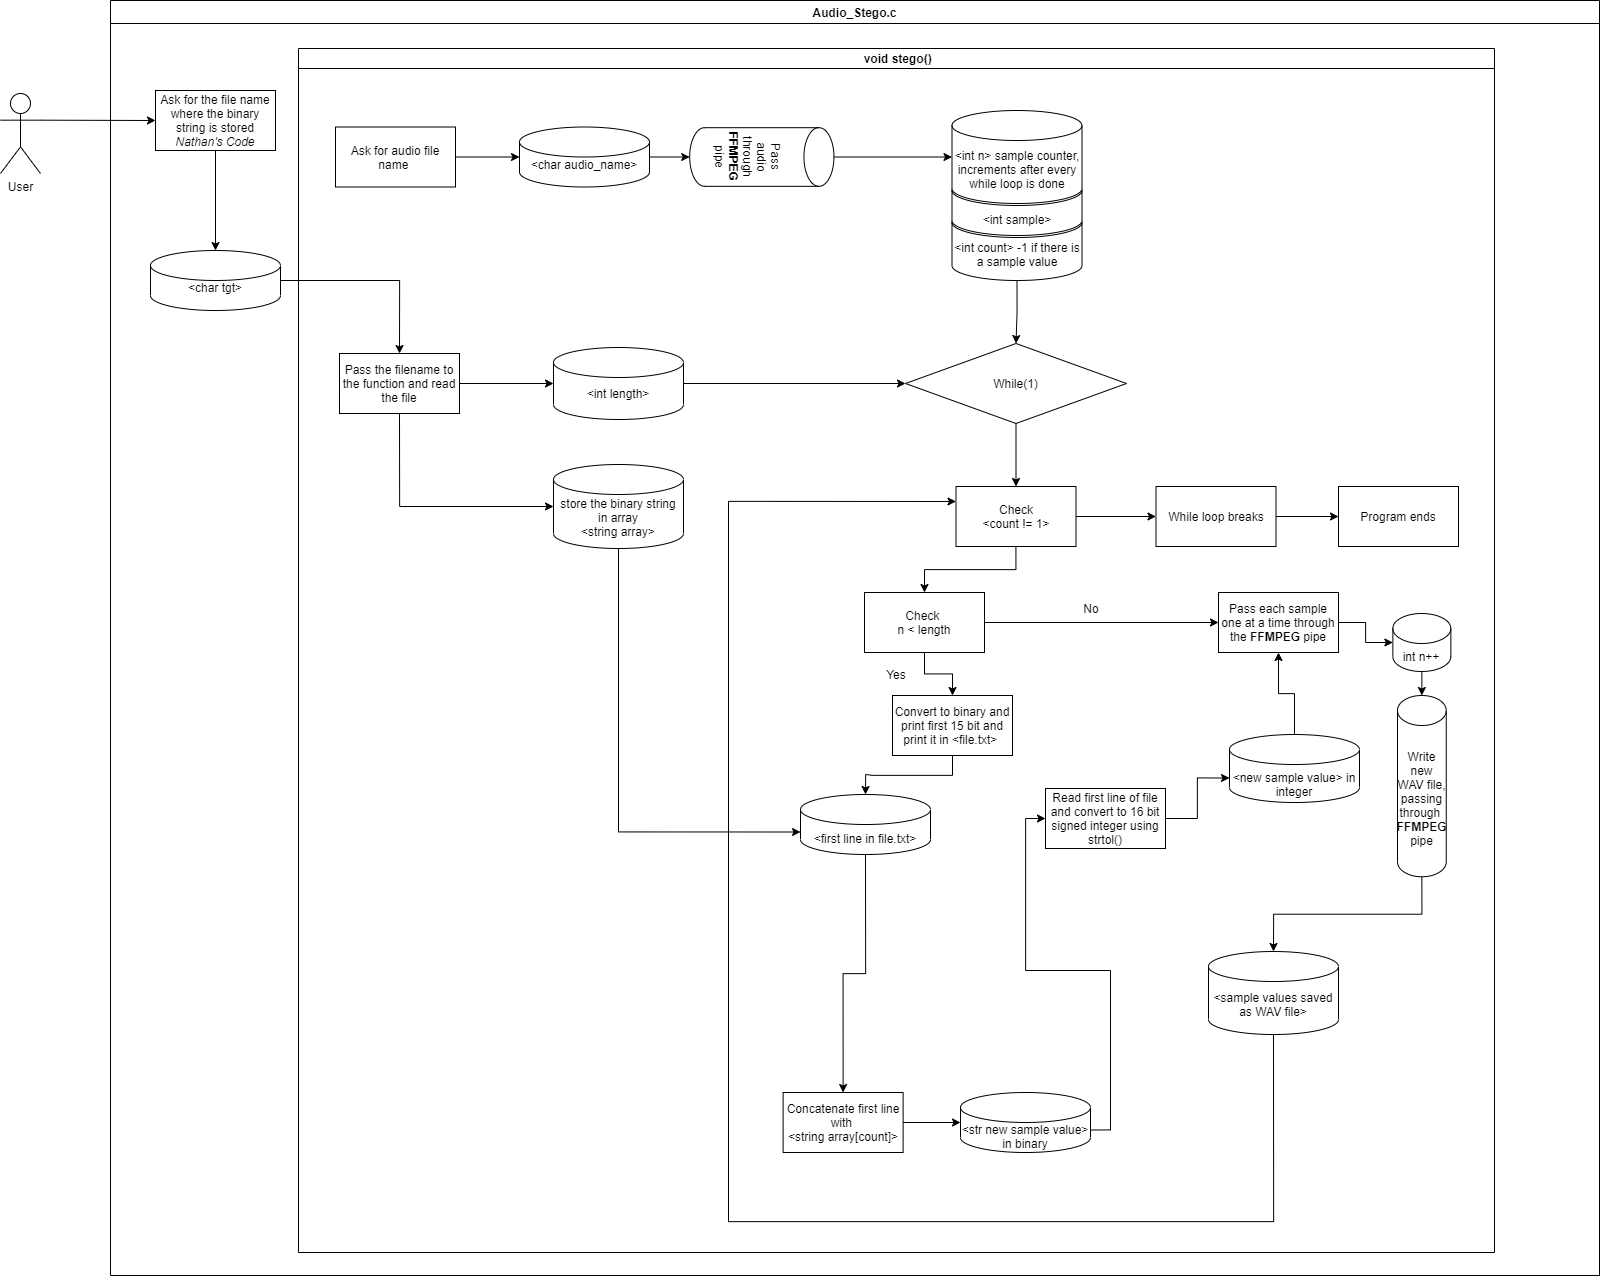 Audio_Stego.c
void stego()
User
Ask for the file name
where the binary
string is stored
Nathan's Code
<char tgt>
Ask for audio file
name
<char audio_name>
Pass
audio
through
FFMPEG
pipe
<int n> sample counter,
increments after every
while loop is done
<int sample>
<int count> -1 if there is
a sample value
Pass the filename to
the function and read
the file
<int length>
While(1)
store the binary string
in array
<string array>
Check
<count != 1>
While loop breaks
Program ends
Check
n < length
No
Yes
Pass each sample
one at a time through
the FFMPEG pipe
int n++
Convert to binary and
print first 15 bit and
print it in <file.txt>
<first line in file.txt>
Read first line of file
and convert to 16 bit
signed integer using
strtol()
<new sample value> in
integer
Write
new
WAV file,
passing
through
FFMPEG
pipe
<sample values saved
as WAV file>
Concatenate first line
with
<string array[count]>
<str new sample value>
in binary